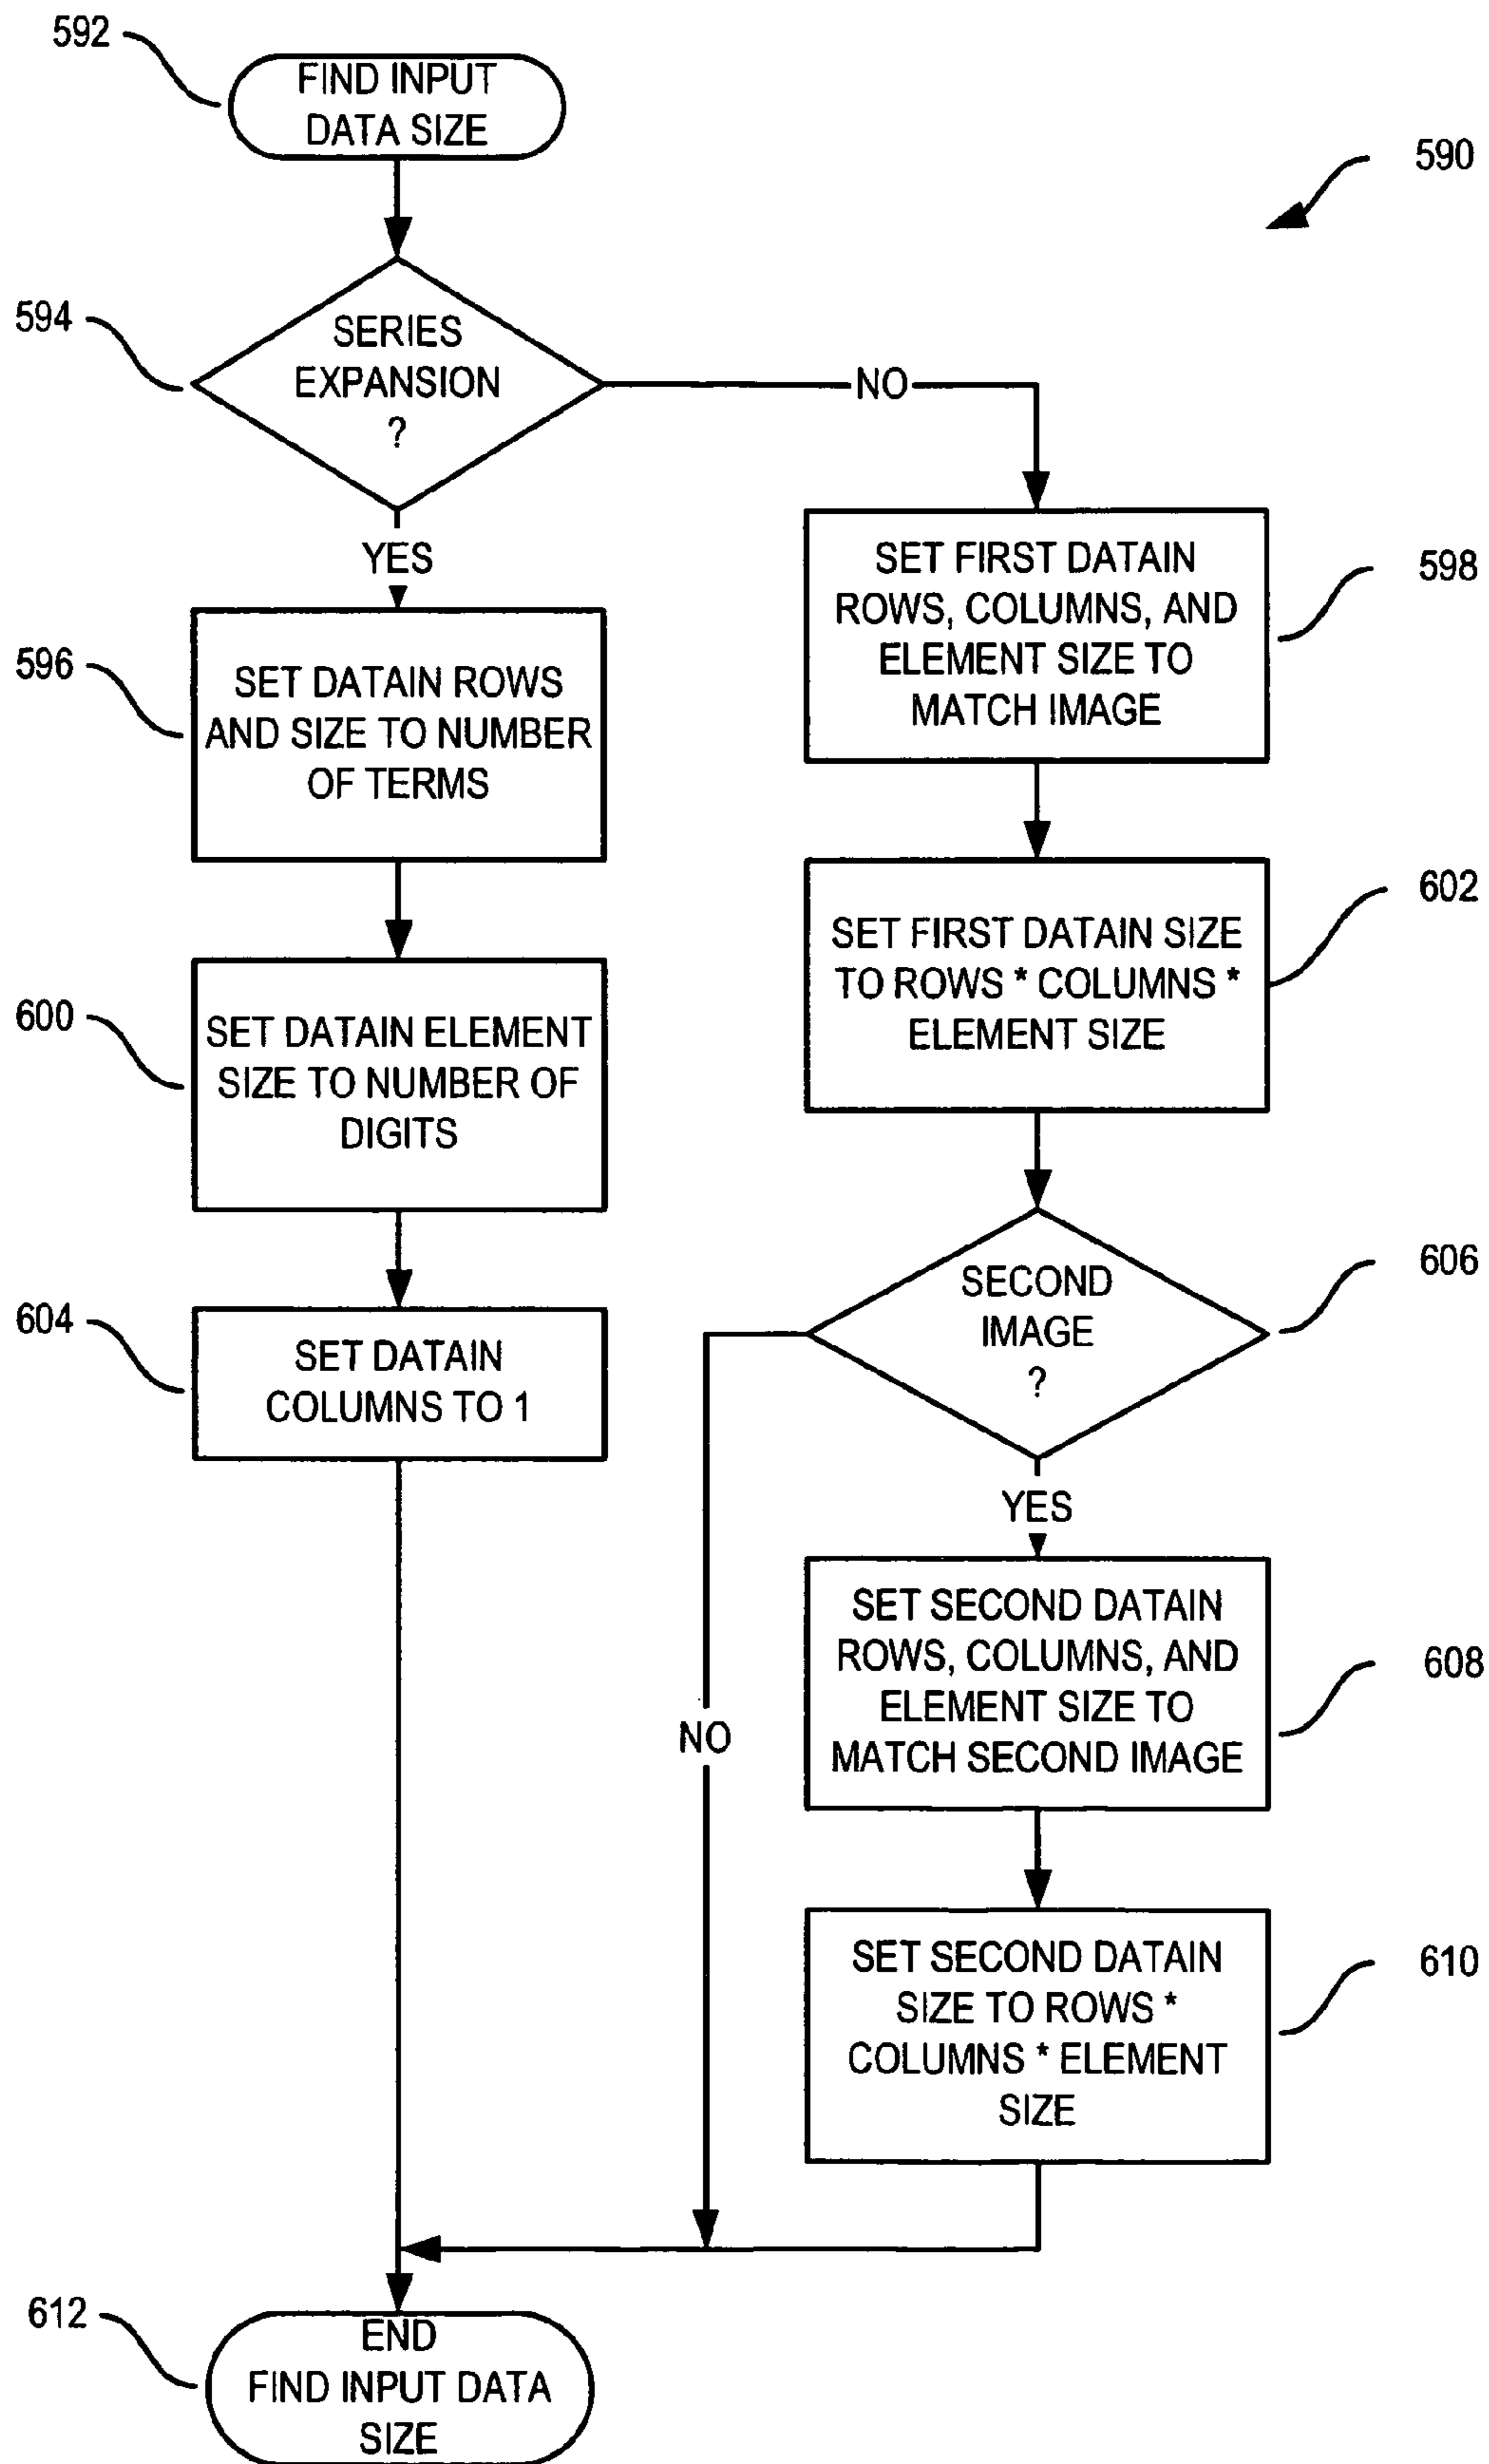 592
FIND INPUT
DATA SIZE
590
594
SERIES
EXPANSION
?
NO
YES
598
SET FIRST DATAIN
ROWS, COLUMNS, AND
ELEMENT SIZE TO
MATCH IMAGE
596
SET DATAIN ROWS
AND SIZE TO NUMBER
OF TERMS
602
SET FIRST DATAIN SIZE
TO ROWS * COLUMNS *
ELEMENT SIZE
600
SET DATAIN ELEMENT
SIZE TO NUMBER OF
DIGITS
606
SECOND
IMAGE
?
604
SET DATAIN
COLUMNS TO 1
YES
NO
608
SET SECOND DATAIN
ROWS, COLUMNS, AND
ELEMENT SIZE TO
MATCH SECOND IMAGE
610
SET SECOND DATAIN
SIZE TO ROWS *
COLUMNS * ELEMENT
SIZE
612
END
FIND INPUT DATA
SIZE